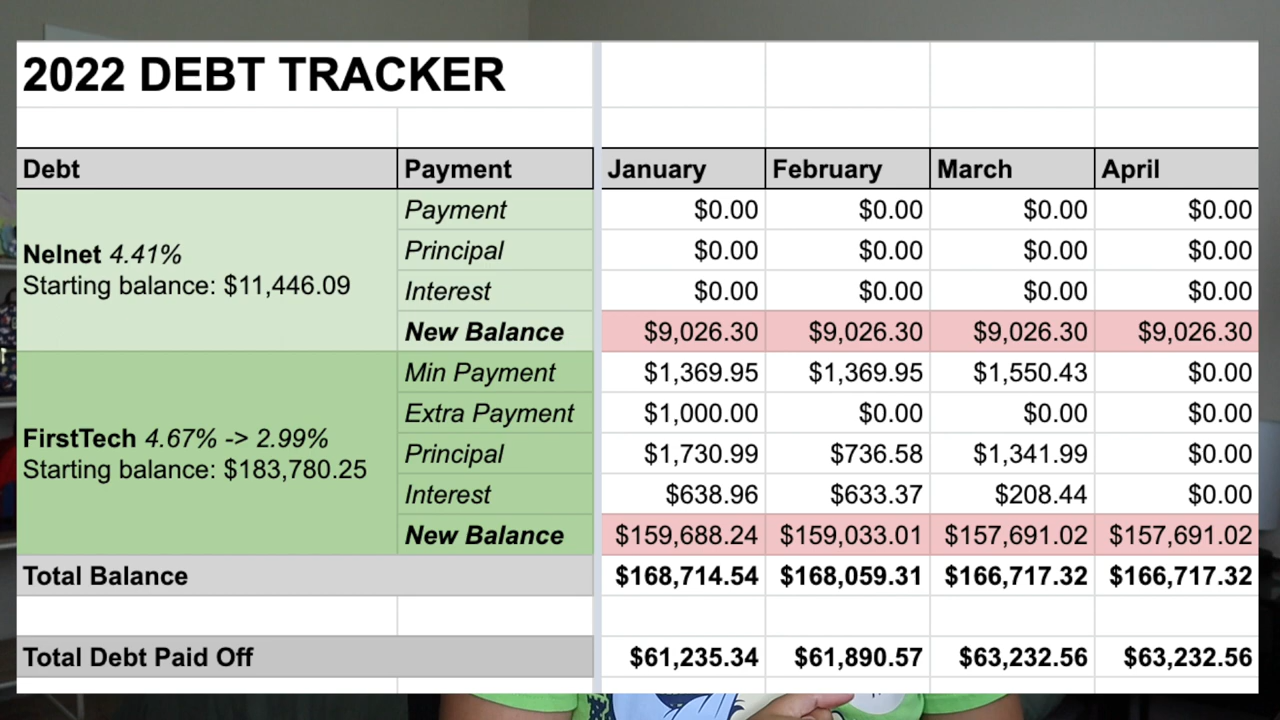 2022 DEBT TRACKER
Debt Payment January February March April
Nelnet 4.41%
Starting balance: $11,446.09
Payment $0.00 $0.00 $0.00 $0.00
Principal $0.00 $0.00 $0.00 $0.00
Interest $0.00 $0.00 $0.00 $0.00
New Balance $9,026.30 $9,026.30 $9,026.30 $9,026.30
FirstTech 4.67% -> 2.99%
Starting balance: $183,780.25
Min Payment $1,369.95 $1,369.95 $1,550.43 $0.00
Extra Payment $1,000.00 $0.00 $0.00 $0.00
Principal $1,730.99 $736.58 $1,341.99 $0.00
Interest $638.96 $633.37 $208.44 $0.00
New Balance $159,688.24 $159,033.01 $157,691.02 $157,691.02
Total Balance $168,714.54 $168,059.31 $166,717.32 $166,717.32
Total Debt Paid Off $61,235.34 $61,890.57 $63,232.56 $63,232.56